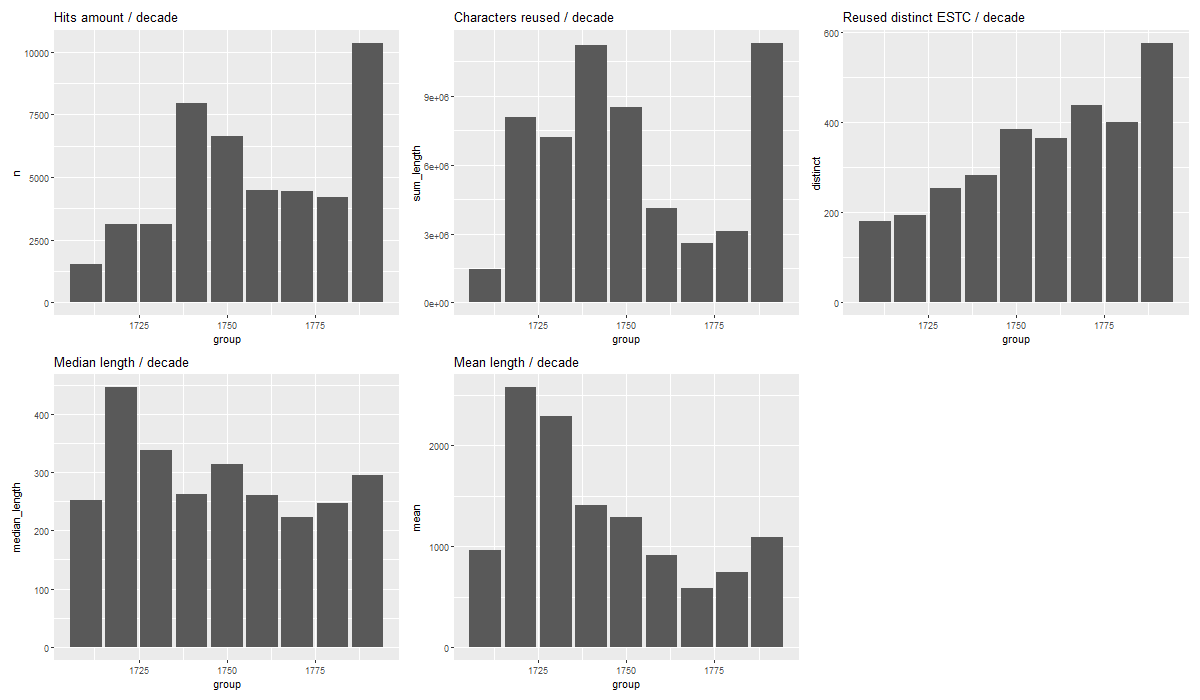 Hits amount / decade
10000
7500
5000
2500
0
n
1725 1750 1775
group
Characters reused / decade
9e+06
6e+06
3e+06
0e+00
sum_length
1725 1750 1775
group
Reused distinct ESTC / decade
600
400
200
0
distinct
1725 1750 1775
group
Median length / decade
400
300
200
100
0
median_length
1725 1750 1775
group
Mean length / decade
2000
1000
0
mean
1725 1750 1775
group